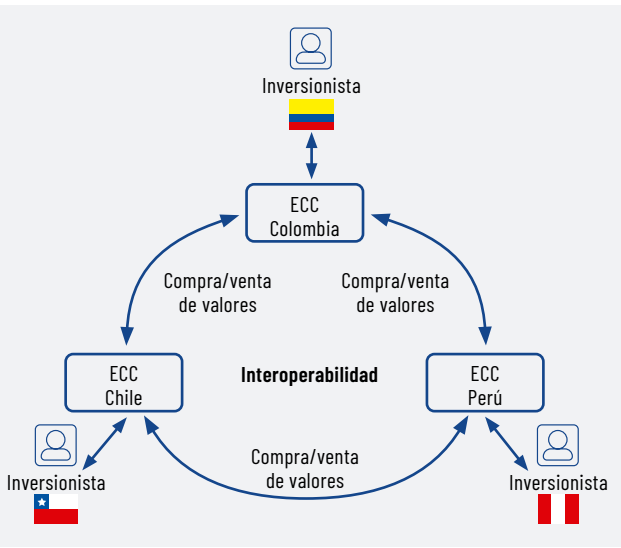 Inversionista
ECC
Colombia
Compra/venta
de valores
Compra/venta
de valores
ECC
Chile
Interoperabilidad
ECC
Perú
Compra/venta
de valores
Inversionista
Inversionista